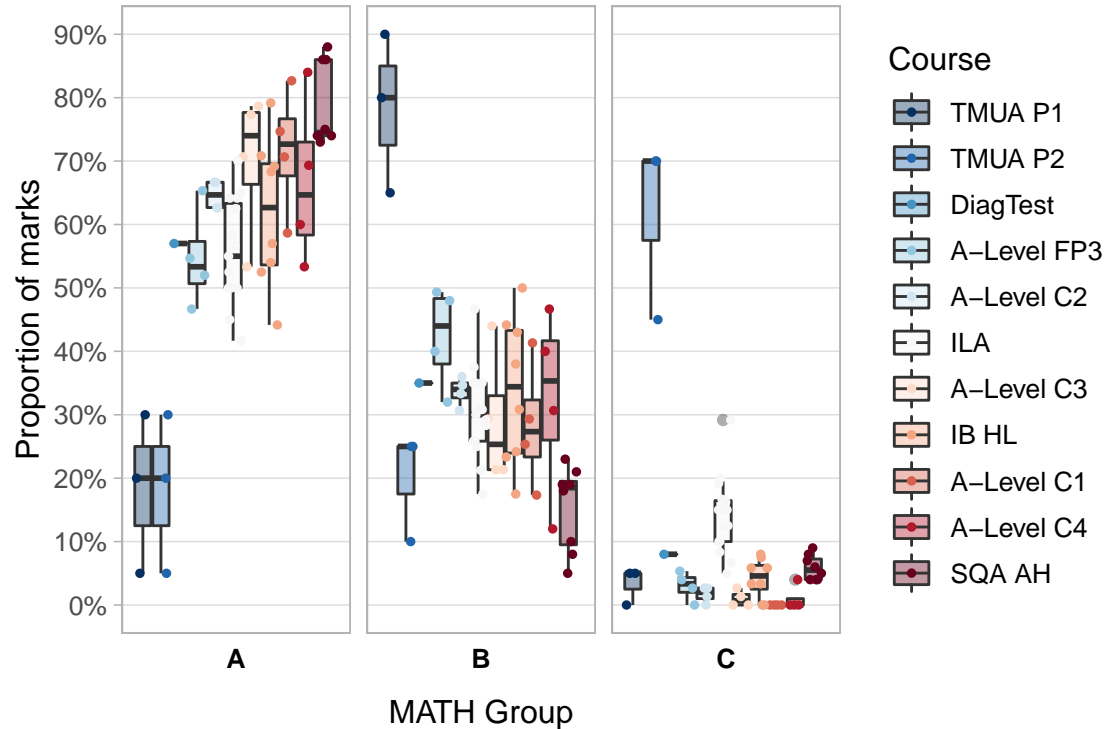 Proportion of marks
90%
80%
70%
60%
50%
40%
30%
20%
10%
0%
A
B
C
MATH Group
Course
TMUA P1
TMUA P2
DiagTest
A−Level FP3
A−Level C2
ILA
A−Level C3
IB HL
A−Level C1
A−Level C4
SQA AH